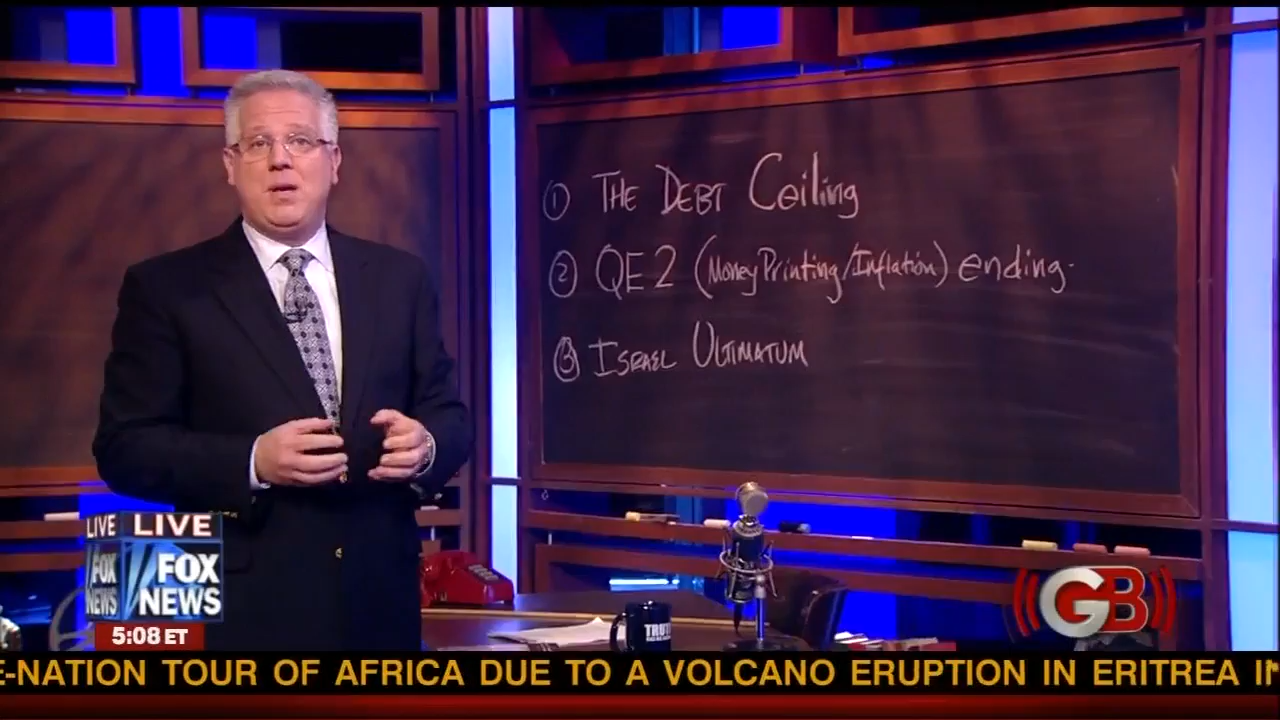 ① THE DEBT Ceiling
② QE2 (Money Printing/Inflation) ending.
③ ISRAEL ULTIMATUM
LIVE LIVE
FOX FOX
NEWS NEWS
5:08 ET
TRUTH
GB
E-NATION TOUR OF AFRICA DUE TO A VOLCANO ERUPTION IN ERITREA IN